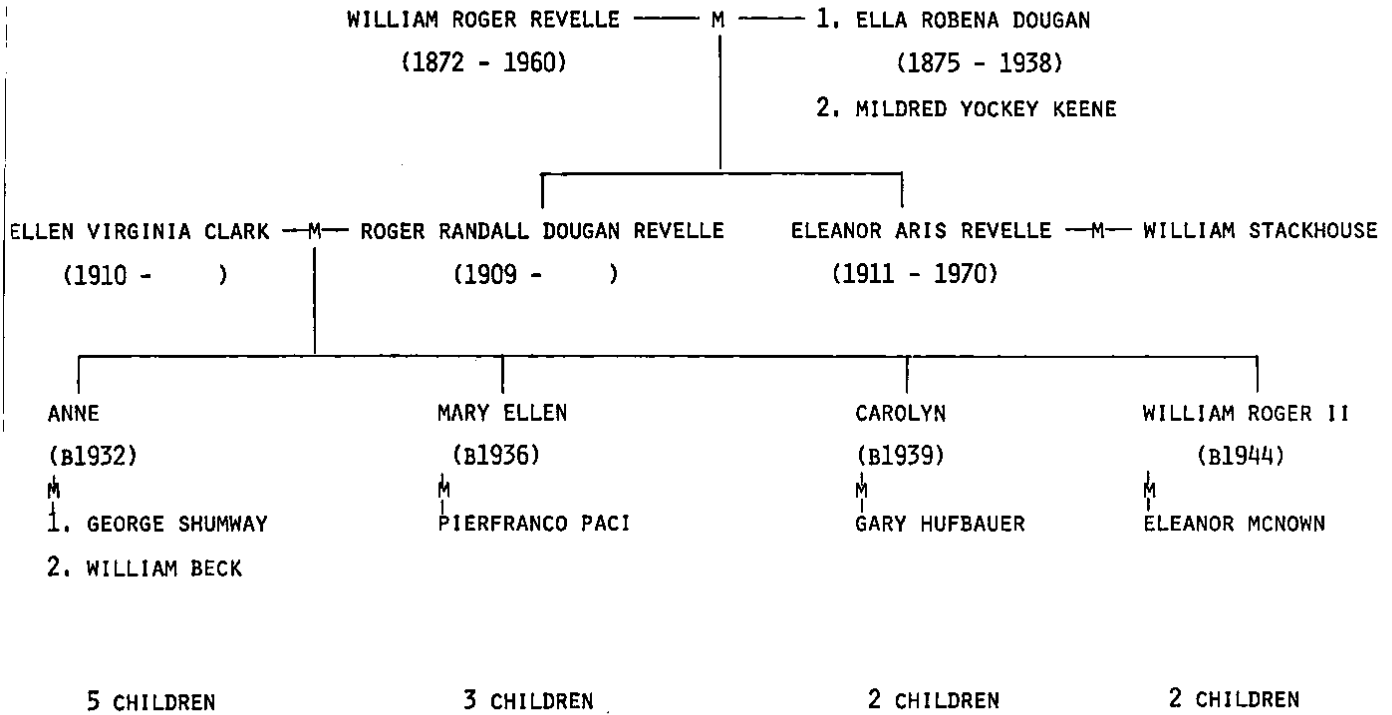 WILLIAM ROGER REVELLE —— M —— 1. ELLA ROBENA DOUGAN
(1872 - 1960) (1875 - 1938)
2. MILDRED YOCKEY KEENE
ELLEN VIRGINIA CLARK —M— ROGER RANDALL DOUGAN REVELLE ELEANOR ARIS REVELLE —M— WILLIAM STACKHOUSE
(1910 - ) (1909 - ) (1911 - 1970)
ANNE MARY ELLEN CAROLYN WILLIAM ROGER II
(B1932) (B1936) (B1939) (B1944)
M M M M
1. GEORGE SHUMWAY PIERFRANCO PACI GARY HUFBAUER ELEANOR MCNOWN
2. WILLIAM BECK
5 CHILDREN 3 CHILDREN 2 CHILDREN 2 CHILDREN